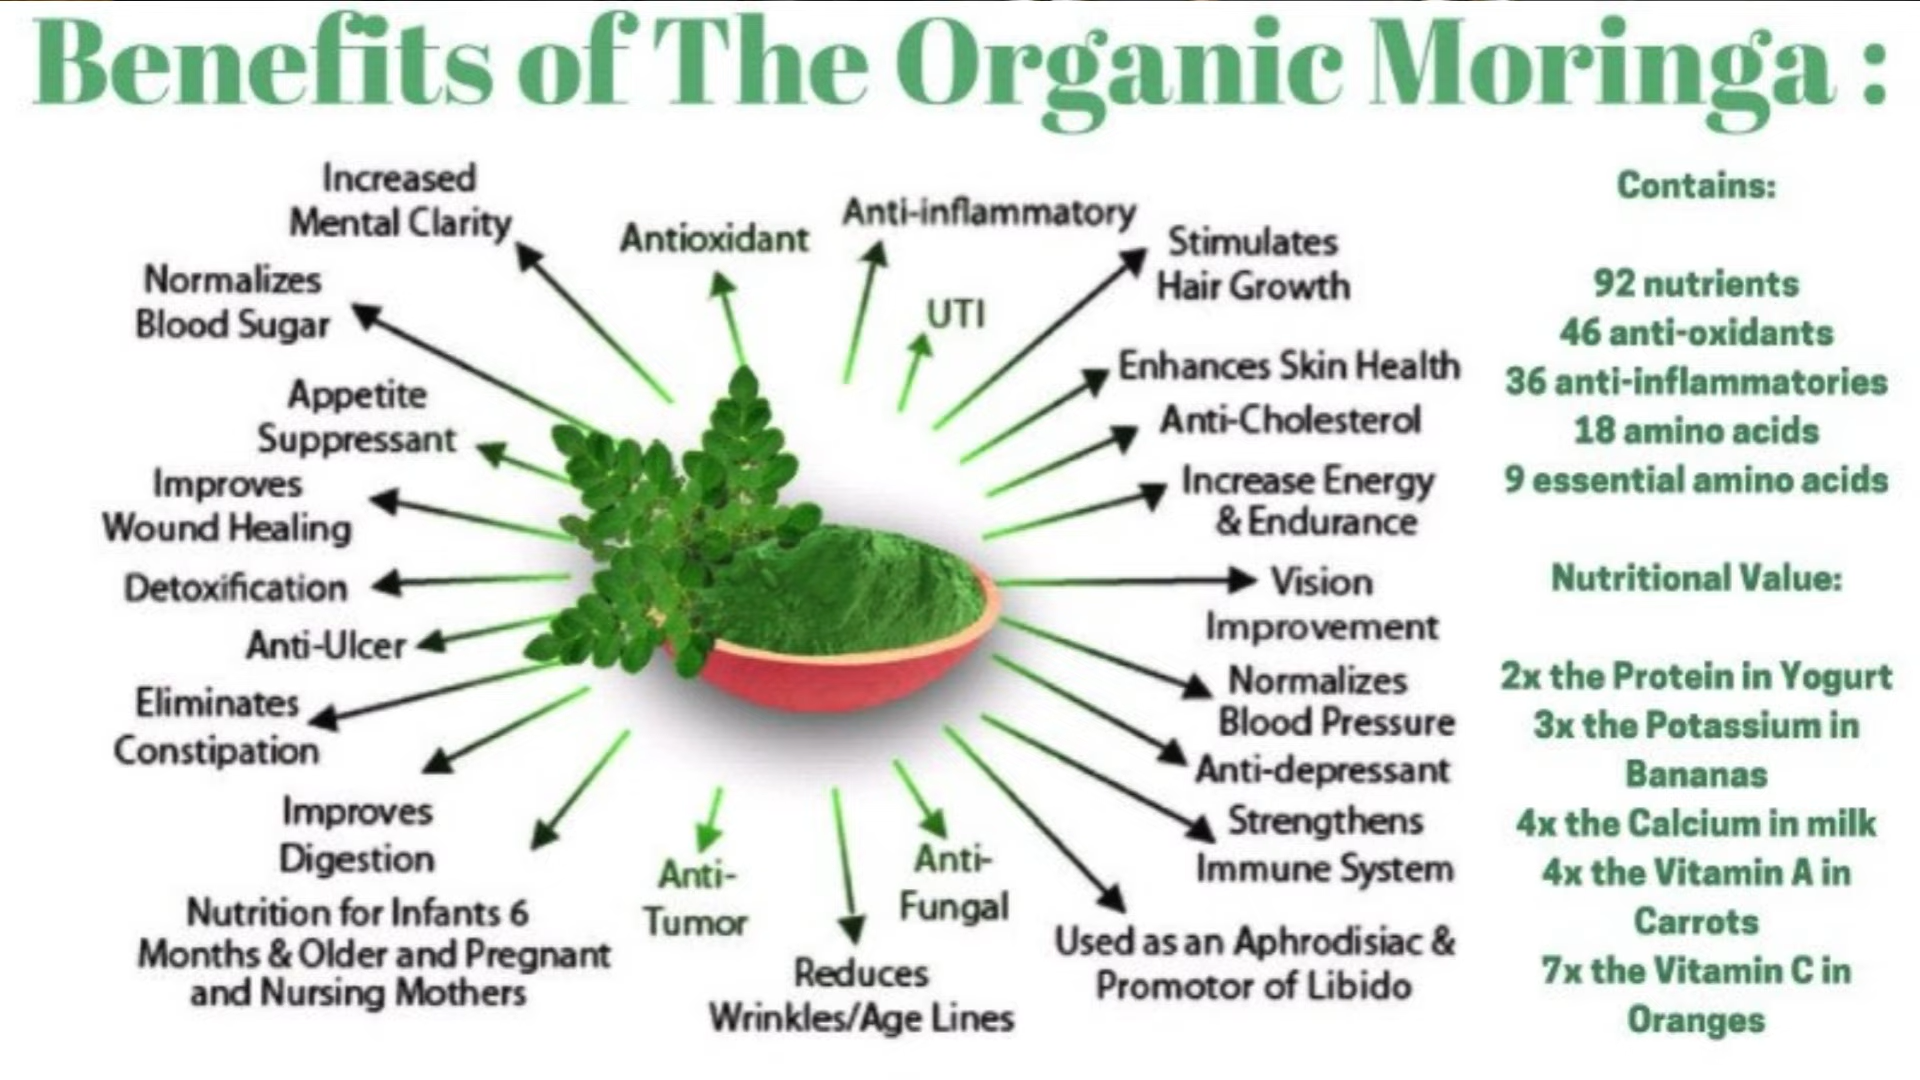 Benefits of The Organic Moringa :
Increased
Mental Clarity
Normalizes
Blood Sugar
Appetite
Suppressant
Improves
Wound Healing
Detoxification
Anti-Ulcer
Eliminates
Constipation
Improves
Digestion
Nutrition for Infants 6
Months & Older and Pregnant
and Nursing Mothers
Antioxidant
Anti-inflammatory
UTI
Stimulates
Hair Growth
Enhances Skin Health
Anti-Cholesterol
Increase Energy
& Endurance
Vision
Improvement
Normalizes
Blood Pressure
Anti-depressant
Strengthens
Immune System
Used as an Aphrodisiac &
Promotor of Libido
Anti-
Fungal
Reduces
Wrinkles/Age Lines
Anti-
Tumor
Contains:
92 nutrients
46 anti-oxidants
36 anti-inflammatories
18 amino acids
9 essential amino acids
Nutritional Value:
2x the Protein in Yogurt
3x the Potassium in
Bananas
4x the Calcium in milk
4x the Vitamin A in
Carrots
7x the Vitamin C in
Oranges